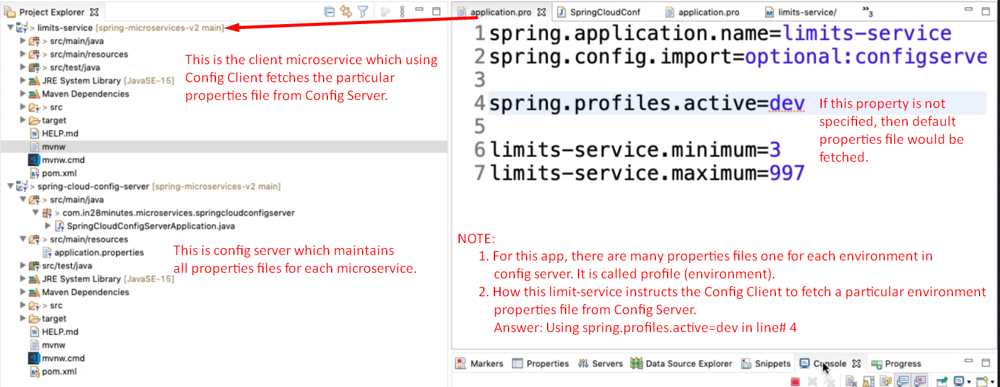 Project Explorer
limits-service [spring-microservices-v2 main]
src/main/java
src/main/resources
src/test/java
JRE System Library [JavaSE-15]
Maven Dependencies
src
target
HELP.md
mvnw
mvnw.cmd
pom.xml
spring-cloud-config-server [spring-microservices-v2 main]
src/main/java
com.in28minutes.microservices.springcloudconfigserver
SpringCloudConfigServerApplication.java
src/main/resources
application.properties
src/test/java
JRE System Library [JavaSE-15]
Maven Dependencies
src
target
HELP.md
mvnw
mvnw.cmd
pom.xml
This is the client microservice which using
Config Client fetches the particular
properties file from Config Server.
This is config server which maintains
all properties files for each microservice.
application.pro
SpringCloudConf
application.pro
limits-service/
»3
1 spring.application.name=limits-service
2 spring.config.import=optional:configserve
3
4 spring.profiles.active=dev
5
6 limits-service.minimum=3
7 limits-service.maximum=997
If this property is not
specified, then default
properties file would be
fetched.
NOTE:
1. For this app, there are many properties files one for each environment in
config server. It is called profile (environment).
2. How this limit-service instructs the Config Client to fetch a particular environment
properties file from Config Server.
Answer: Using spring.profiles.active=dev in line# 4
Markers
Properties
Servers
Data Source Explorer
Snippets
Console
Progress